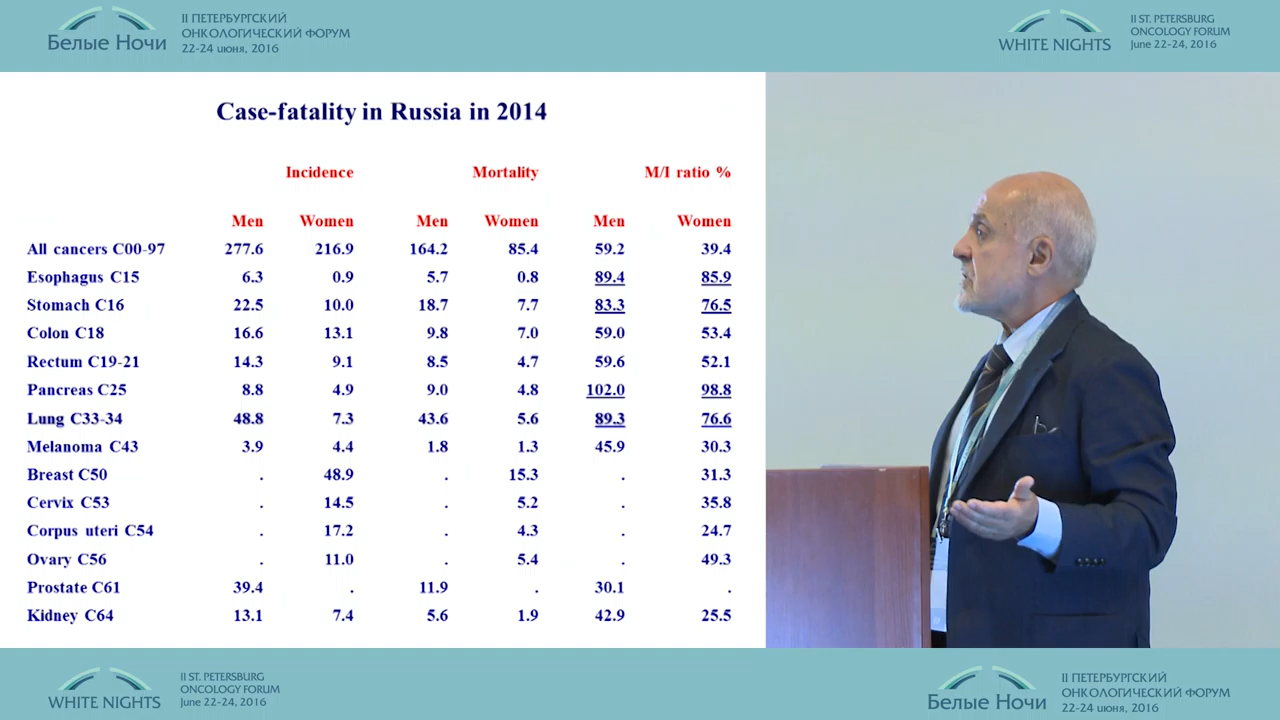 Белые Ночи
II ПЕТЕРБУРГСКИЙ
ОНКОЛОГИЧЕСКИЙ ФОРУМ
22-24 июня, 2016
WHITE NIGHTS
II ST. PETERSBURG
ONCOLOGY FORUM
June 22-24, 2016
Case-fatality in Russia in 2014
Incidence Mortality M/I ratio %
Men Women Men Women Men Women
All cancers C00-97 277.6 216.9 164.2 85.4 59.2 39.4
Esophagus C15 6.3 0.9 5.7 0.8 89.4 85.9
Stomach C16 22.5 10.0 18.7 7.7 83.3 76.5
Colon C18 16.6 13.1 9.8 7.0 59.0 53.4
Rectum C19-21 14.3 9.1 8.5 4.7 59.6 52.1
Pancreas C25 8.8 4.9 9.0 4.8 102.0 98.8
Lung C33-34 48.8 7.3 43.6 5.6 89.3 76.6
Melanoma C43 3.9 4.4 1.8 1.3 45.9 30.3
Breast C50 . 48.9 . 15.3 . 31.3
Cervix C53 . 14.5 . 5.2 . 35.8
Corpus uteri C54 . 17.2 . 4.3 . 24.7
Ovary C56 . 11.0 . 5.4 . 49.3
Prostate C61 39.4 . 11.9 . 30.1 .
Kidney C64 13.1 7.4 5.6 1.9 42.9 25.5
WHITE NIGHTS
II ST. PETERSBURG
ONCOLOGY FORUM
June 22-24, 2016
Белые Ночи
II ПЕТЕРБУРГСКИЙ
ОНКОЛОГИЧЕСКИЙ ФОРУМ
22-24 июня, 2016